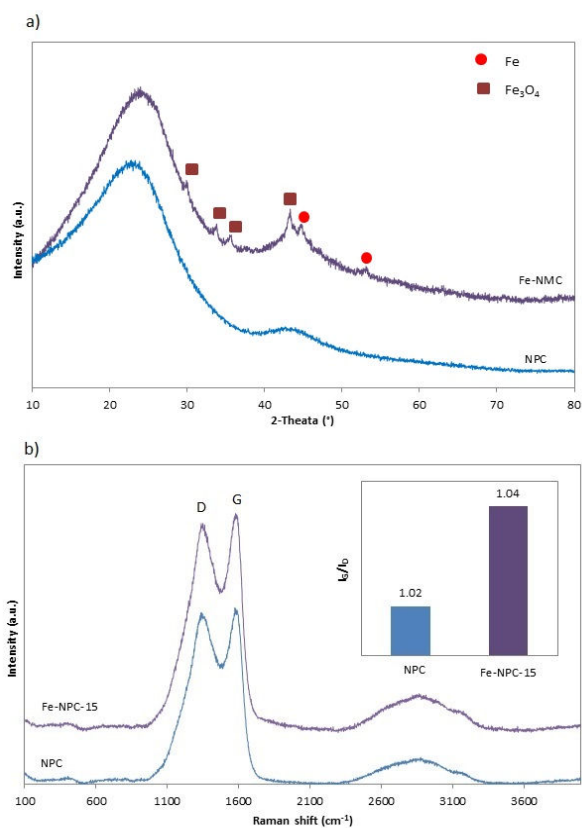 a)
Fe
Fe₃O₄
Intensity (a.u.)
Fe-NMC
NPC
10 20 30 40 50 60 70 80
2-Theata (°)
b)
D G
Intensity (a.u.)
Fe-NPC-15
NPC
I_G/I_D
1.02
1.04
NPC Fe-NPC-15
100 600 1100 1600 2100 2600 3100 3600
Raman shift (cm⁻¹)